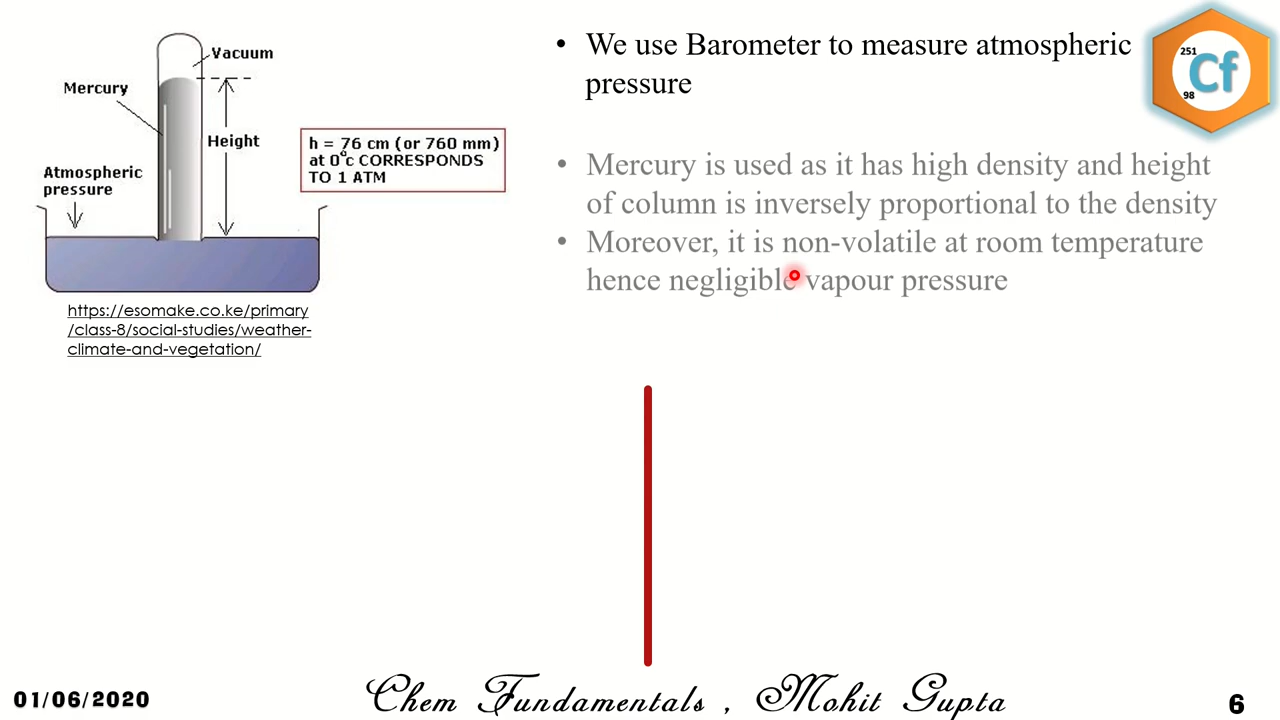 Vacuum
Mercury
Height
Atmospheric
pressure
h = 76 cm (or 760 mm)
at 0°c CORRESPONDS
TO 1 ATM
https://esomake.co.ke/primary
/class-8/social-studies/weather-
climate-and-vegetation/
• We use Barometer to measure atmospheric
pressure
• Mercury is used as it has high density and height
of column is inversely proportional to the density
• Moreover, it is non-volatile at room temperature
hence negligible vapour pressure
251
Cf
98
01/06/2020
Chem Fundamentals , Mohit Gupta
6